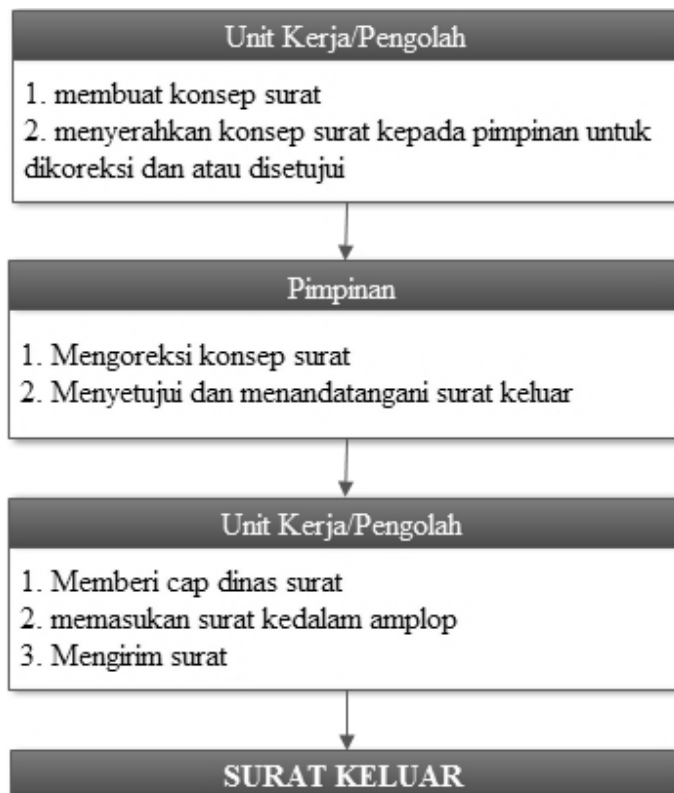 Unit Kerja/Pengolah
1. membuat konsep surat
2. menyerahkan konsep surat kepada pimpinan untuk
dikoreksi dan atau disetujui
Pimpinan
1. Mengoreksi konsep surat
2. Menyetujui dan menandatangani surat keluar
Unit Kerja/Pengolah
1. Memberi cap dinas surat
2. memasukan surat kedalam amplop
3. Mengirim surat
SURAT KELUAR